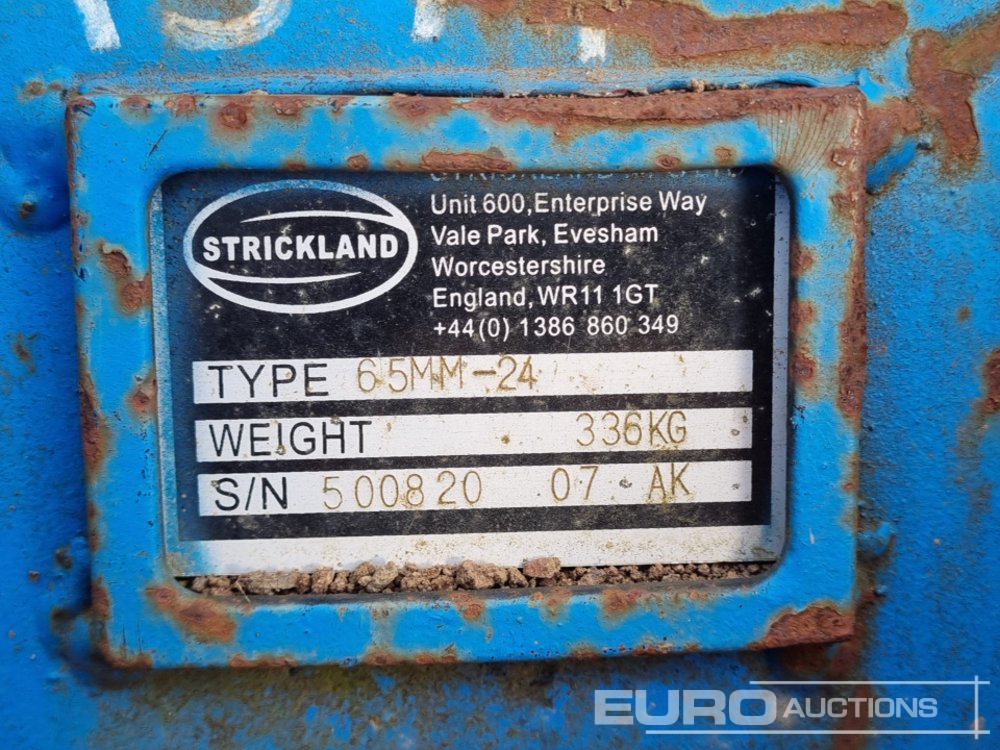 STRICKLAND
Unit 600, Enterprise Way
Vale Park, Evesham
Worcestershire
England, WR11 1GT
+44(0) 1386 860 349
TYPE 65MM-24
WEIGHT 336KG
S/N 500820 07 AK
EURO AUCTIONS